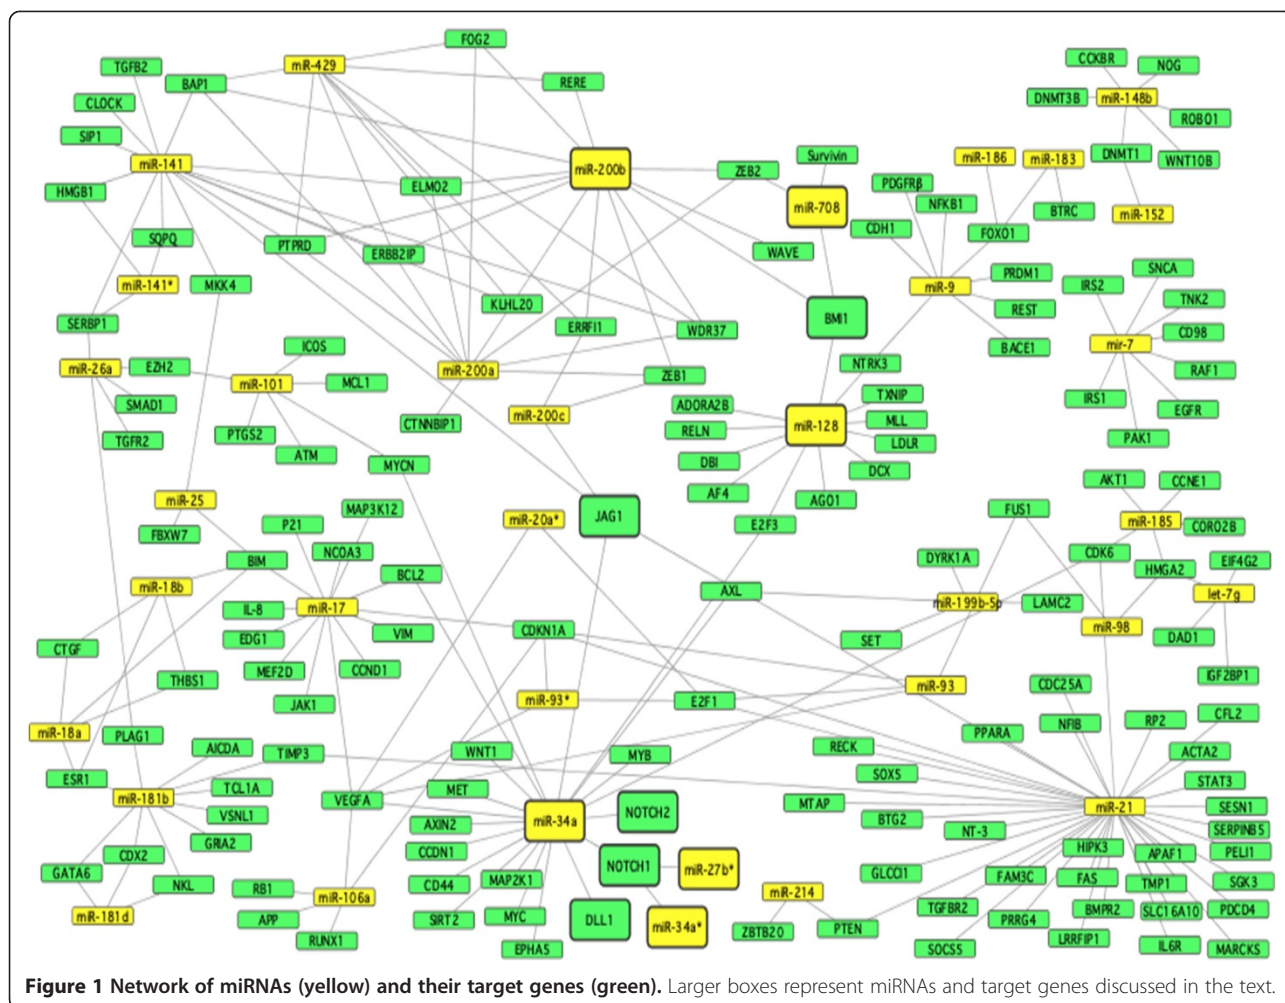 FOG2
miR-429
CCKBR
NOG
TGFB2
BAP1
RERE
DNMT3B
miR-148b
CLOCK
ROBO1
SIP1
miR-141
miR-200b
ZEB2
Survivin
miR-186
miR-183
DNMT1
WNT10B
HMGB1
ELMO2
miR-708
PDGFRβ
NFKB1
BTRC
miR-152
SQPQ
PTPRD
ERBB2IP
WAVE
CDH1
FOXO1
miR-141*
MKK4
miR-9
PRDM1
IRS2
SNCA
KLHL20
BMI1
REST
TNK2
SERBP1
ERRFI1
WDR37
BACE1
mir-7
CD98
ICOS
miR-26a
EZH2
miR-101
MCL1
miR-200a
ZEB1
NTRK3
RAF1
SMAD1
ADORA2B
TXNIP
IRS1
EGFR
TGFR2
PTGS2
CTNNBIP1
miR-200c
RELN
miR-128
MLL
LDLR
PAK1
ATM
MYCN
DBI
DCX
miR-25
AF4
AGO1
AKT1
CCNE1
FBXW7
P21
MAP3K12
miR-20a*
JAG1
E2F3
FUS1
miR-185
CORO2B
BIM
NCOA3
DYRK1A
CDK6
HMGA2
EIF4G2
miR-18b
BCL2
AXL
miR-199b-5p
LAMC2
let-7g
IL-8
miR-17
miR-98
EDG1
VIM
CDKN1A
SET
DAD1
CTGF
MEF2D
CCND1
THBS1
JAK1
miR-93*
E2F1
miR-93
CDC25A
IGF2BP1
miR-18a
PLAG1
AICDA
TIMP3
WNT1
MYB
RECK
PPARA
NFIB
RP2
CFL2
ACTA2
ESR1
miR-181b
TCL1A
VEGFA
MET
SOX5
STAT3
VSNL1
AXIN2
miR-34a
NOTCH2
MTAP
BTG2
miR-21
SESN1
GRIA2
CCDN1
NT-3
SERPINB5
CDX2
GATA6
NOTCH1
miR-27b*
HIPK3
APAF1
PELI1
NKL
RB1
miR-106a
CD44
MAP2K1
miR-214
GLCCI1
FAM3C
FAS
TMP1
SGK3
miR-181d
APP
SIRT2
MYC
DLL1
miR-34a*
ZBTB20
PTEN
TGFBR2
PRRG4
BMPR2
SLC16A10
PDCD4
RUNX1
EPHA5
SOCS5
LRRFIP1
IL6R
MARCKS
Figure 1 Network of miRNAs (yellow) and their target genes (green). Larger boxes represent miRNAs and target genes discussed in the text.